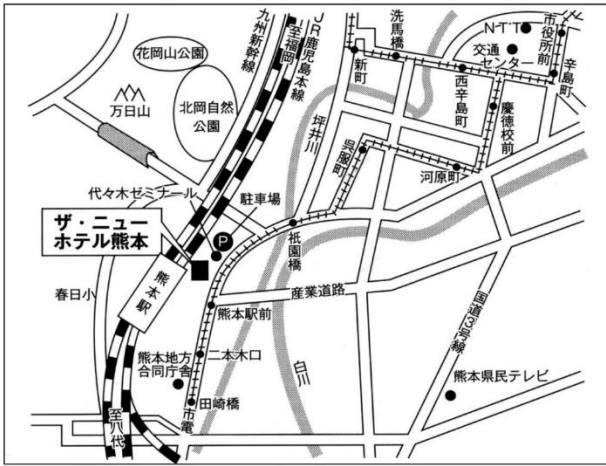 九州新幹線
至福岡
JR鹿児島本線
花岡山公園
万日山
北岡自然
公園
新町
洗馬橋
NTT
交通
センター
市役所前
辛島町
西辛島町
慶徳校前
坪井川
呉服町
河原町
代々木ゼミナール
駐車場
P
ザ・ニュー
ホテル熊本
祇園橋
熊本駅
春日小
産業道路
熊本駅前
国道3号線
二本木口
熊本地方
合同庁舎
白川
熊本県民テレビ
田崎橋
市電
至八代